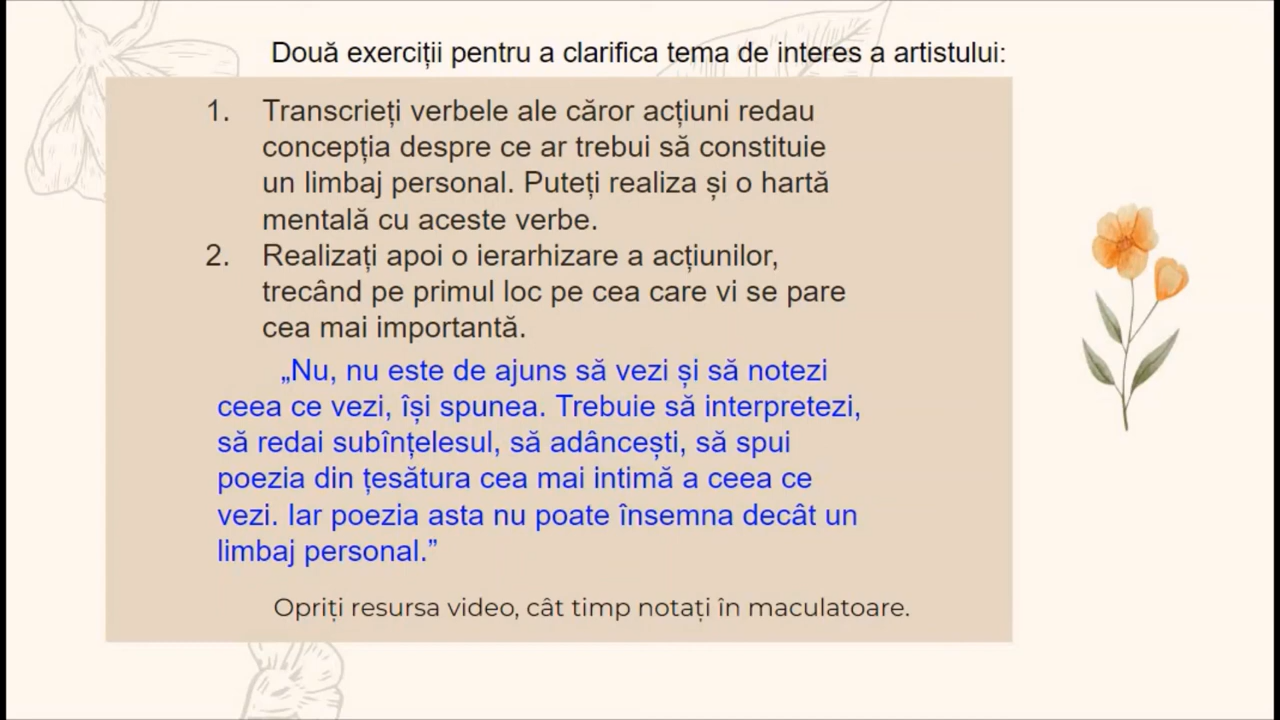 Două exerciții pentru a clarifica tema de interes a artistului:
1. Transcrieți verbele ale căror acțiuni redau
concepția despre ce ar trebui să constituie
un limbaj personal. Puteți realiza și o hartă
mentală cu aceste verbe.
2. Realizați apoi o ierarhizare a acțiunilor,
trecând pe primul loc pe cea care vi se pare
cea mai importantă.
„Nu, nu este de ajuns să vezi și să notezi
ceea ce vezi, își spunea. Trebuie să interpretezi,
să redai subînțelesul, să adâncești, să spui
poezia din țesătura cea mai intimă a ceea ce
vezi. Iar poezia asta nu poate însemna decât un
limbaj personal.”
Opriți resursa video, cât timp notați în maculatoare.